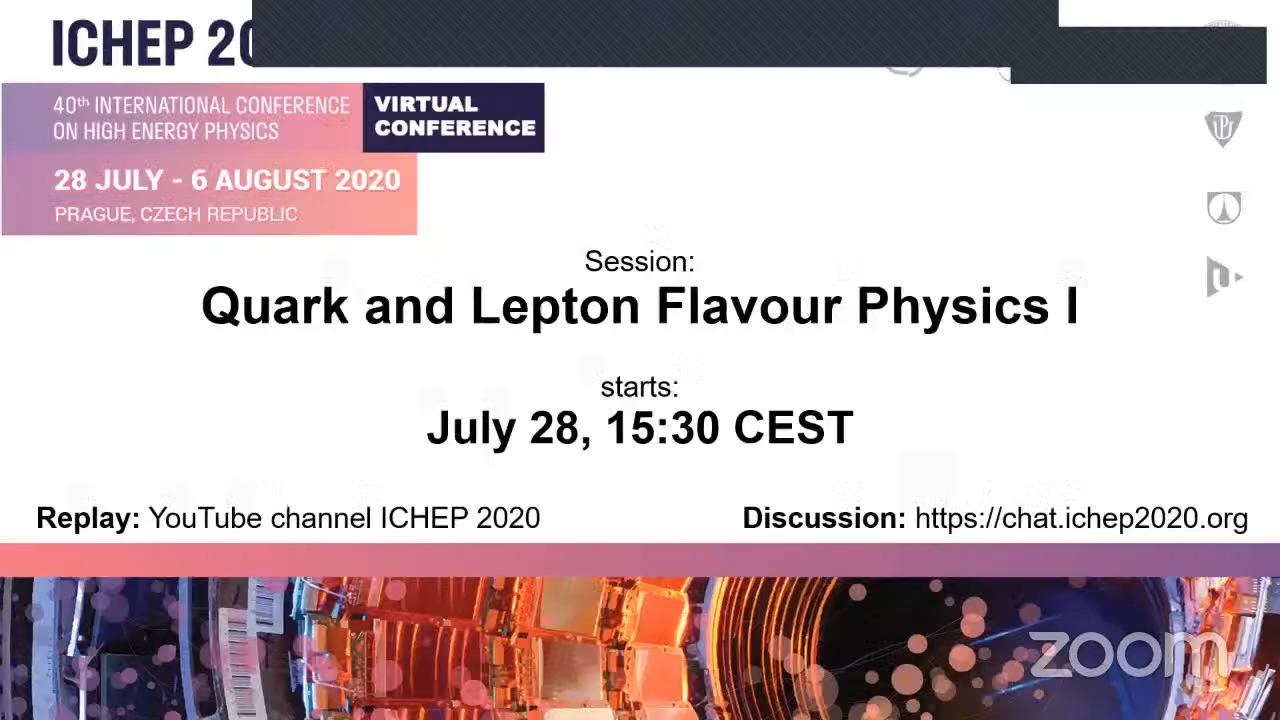 ICHEP 20
40th INTERNATIONAL CONFERENCE
ON HIGH ENERGY PHYSICS
VIRTUAL
CONFERENCE
28 JULY - 6 AUGUST 2020
PRAGUE, CZECH REPUBLIC
Session:
Quark and Lepton Flavour Physics I
starts:
July 28, 15:30 CEST
Replay: YouTube channel ICHEP 2020
Discussion: https://chat.ichep2020.org
zoom